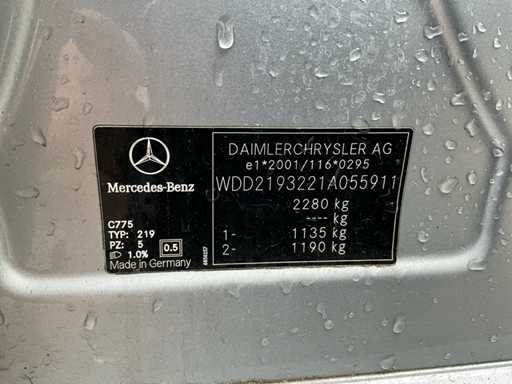 Mercedes-Benz
C775
TYP: 219
PZ: 5
1.0%
0.5
Made in Germany
DAIMLERCHRYSLER AG
e1*2001/116*0295
WDD2193221A055911
2280 kg
---- kg
1- 1135 kg
2- 1190 kg